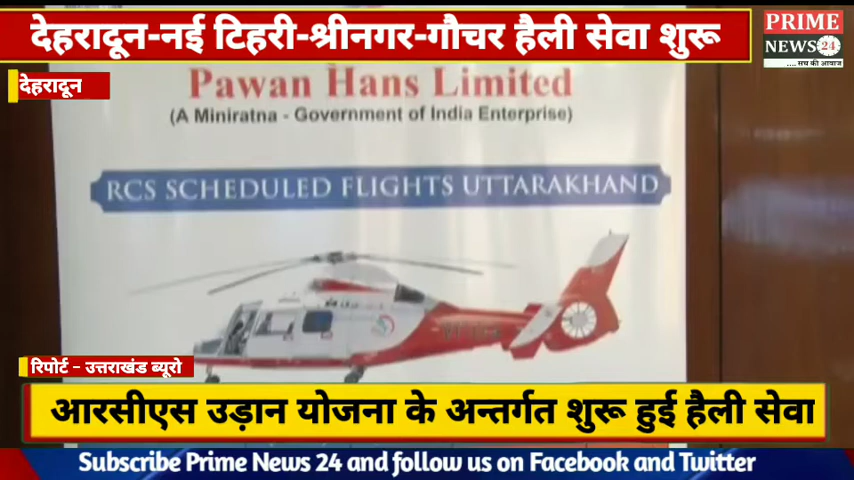 देहरादून-नई टिहरी-श्रीनगर-गौचर हैली सेवा शुरू
PRIME
NEWS 24
.... सच की आवाज
देहरादून
Pawan Hans Limited
(A Miniratna - Government of India Enterprise)
RCS SCHEDULED FLIGHTS UTTARAKHAND
रिपोर्ट - उत्तराखंड ब्यूरो
आरसीएस उड़ान योजना के अन्तर्गत शुरू हुई हैली सेवा
Subscribe Prime News 24 and follow us on Facebook and Twitter